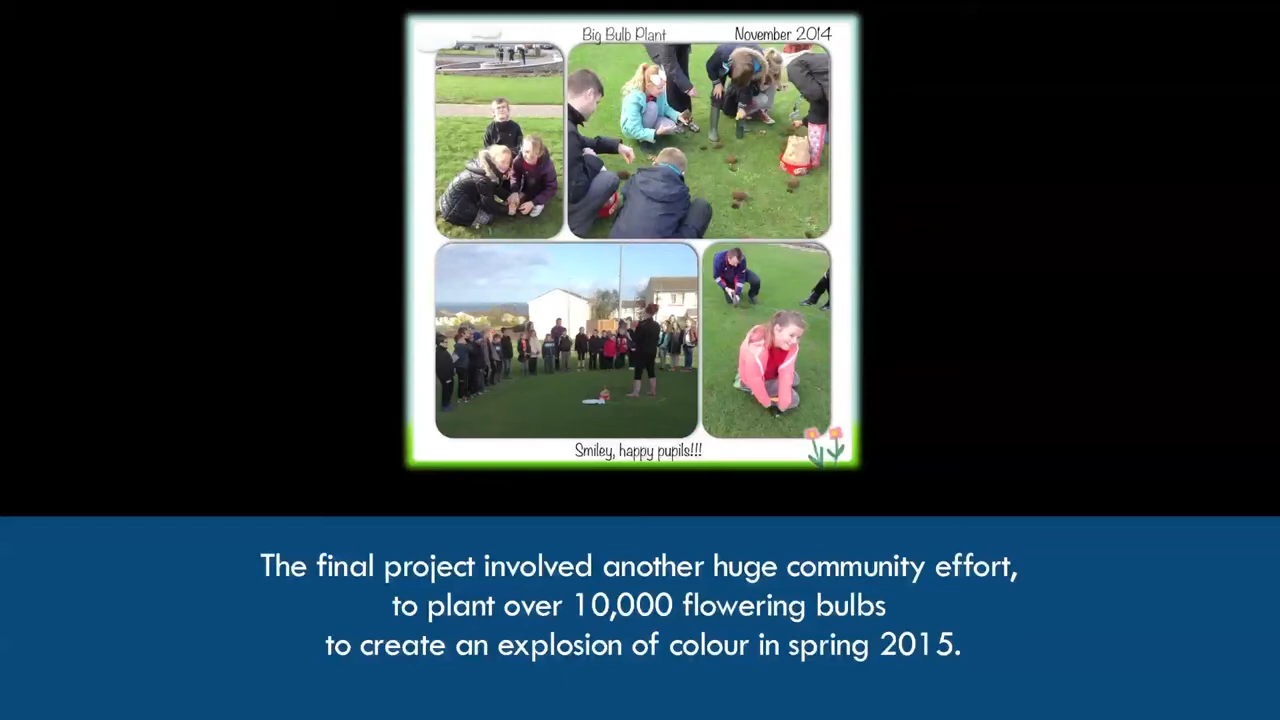 Big Bulb Plant
November 2014
Smiley, happy pupils!!!
The final project involved another huge community effort,
to plant over 10,000 flowering bulbs
to create an explosion of colour in spring 2015.